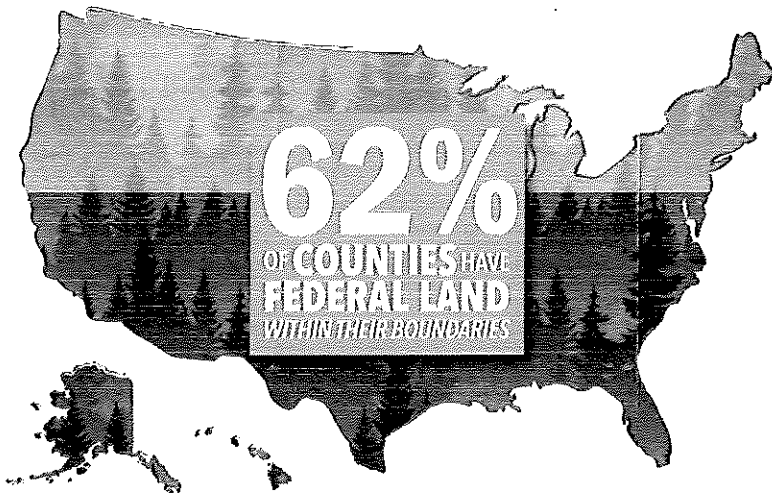 62%
OF COUNTIES HAVE
FEDERAL LAND
WITHIN THEIR BOUNDARIES